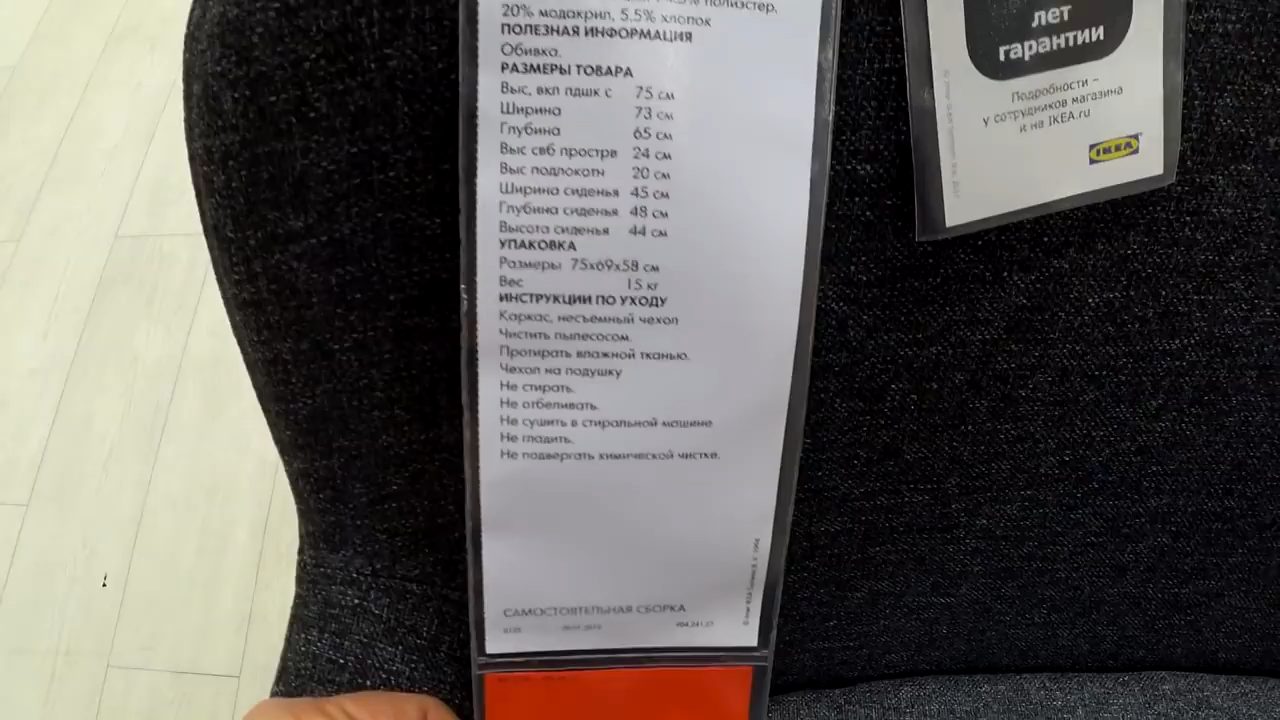 полиэстер,
20% модакрил, 5.5% хлопок
ПОЛЕЗНАЯ ИНФОРМАЦИЯ
Обивка.
РАЗМЕРЫ ТОВАРА
Выс, вкл пдшк с 75 см
Ширина 73 см
Глубина 65 см
Выс свб простра 24 см
Выс подлокотн 20 см
Ширина сиденья 45 см
Глубина сиденья 48 см
Высота сиденья 44 см
УПАКОВКА
Размеры 75x69x58 см
Вес 15 кг
ИНСТРУКЦИИ ПО УХОДУ
Каркас, несъемный чехол
Чистить пылесосом.
Протирать влажной тканью.
Чехол на подушку
Не стирать.
Не отбеливать.
Не сушить в стиральной машине
Не гладить.
Не подвергать химической чистке.
САМОСТОЯТЕЛЬНАЯ СБОРКА
лет
гарантии
Подробности –
у сотрудников магазина
и на IKEA.ru
IKEA